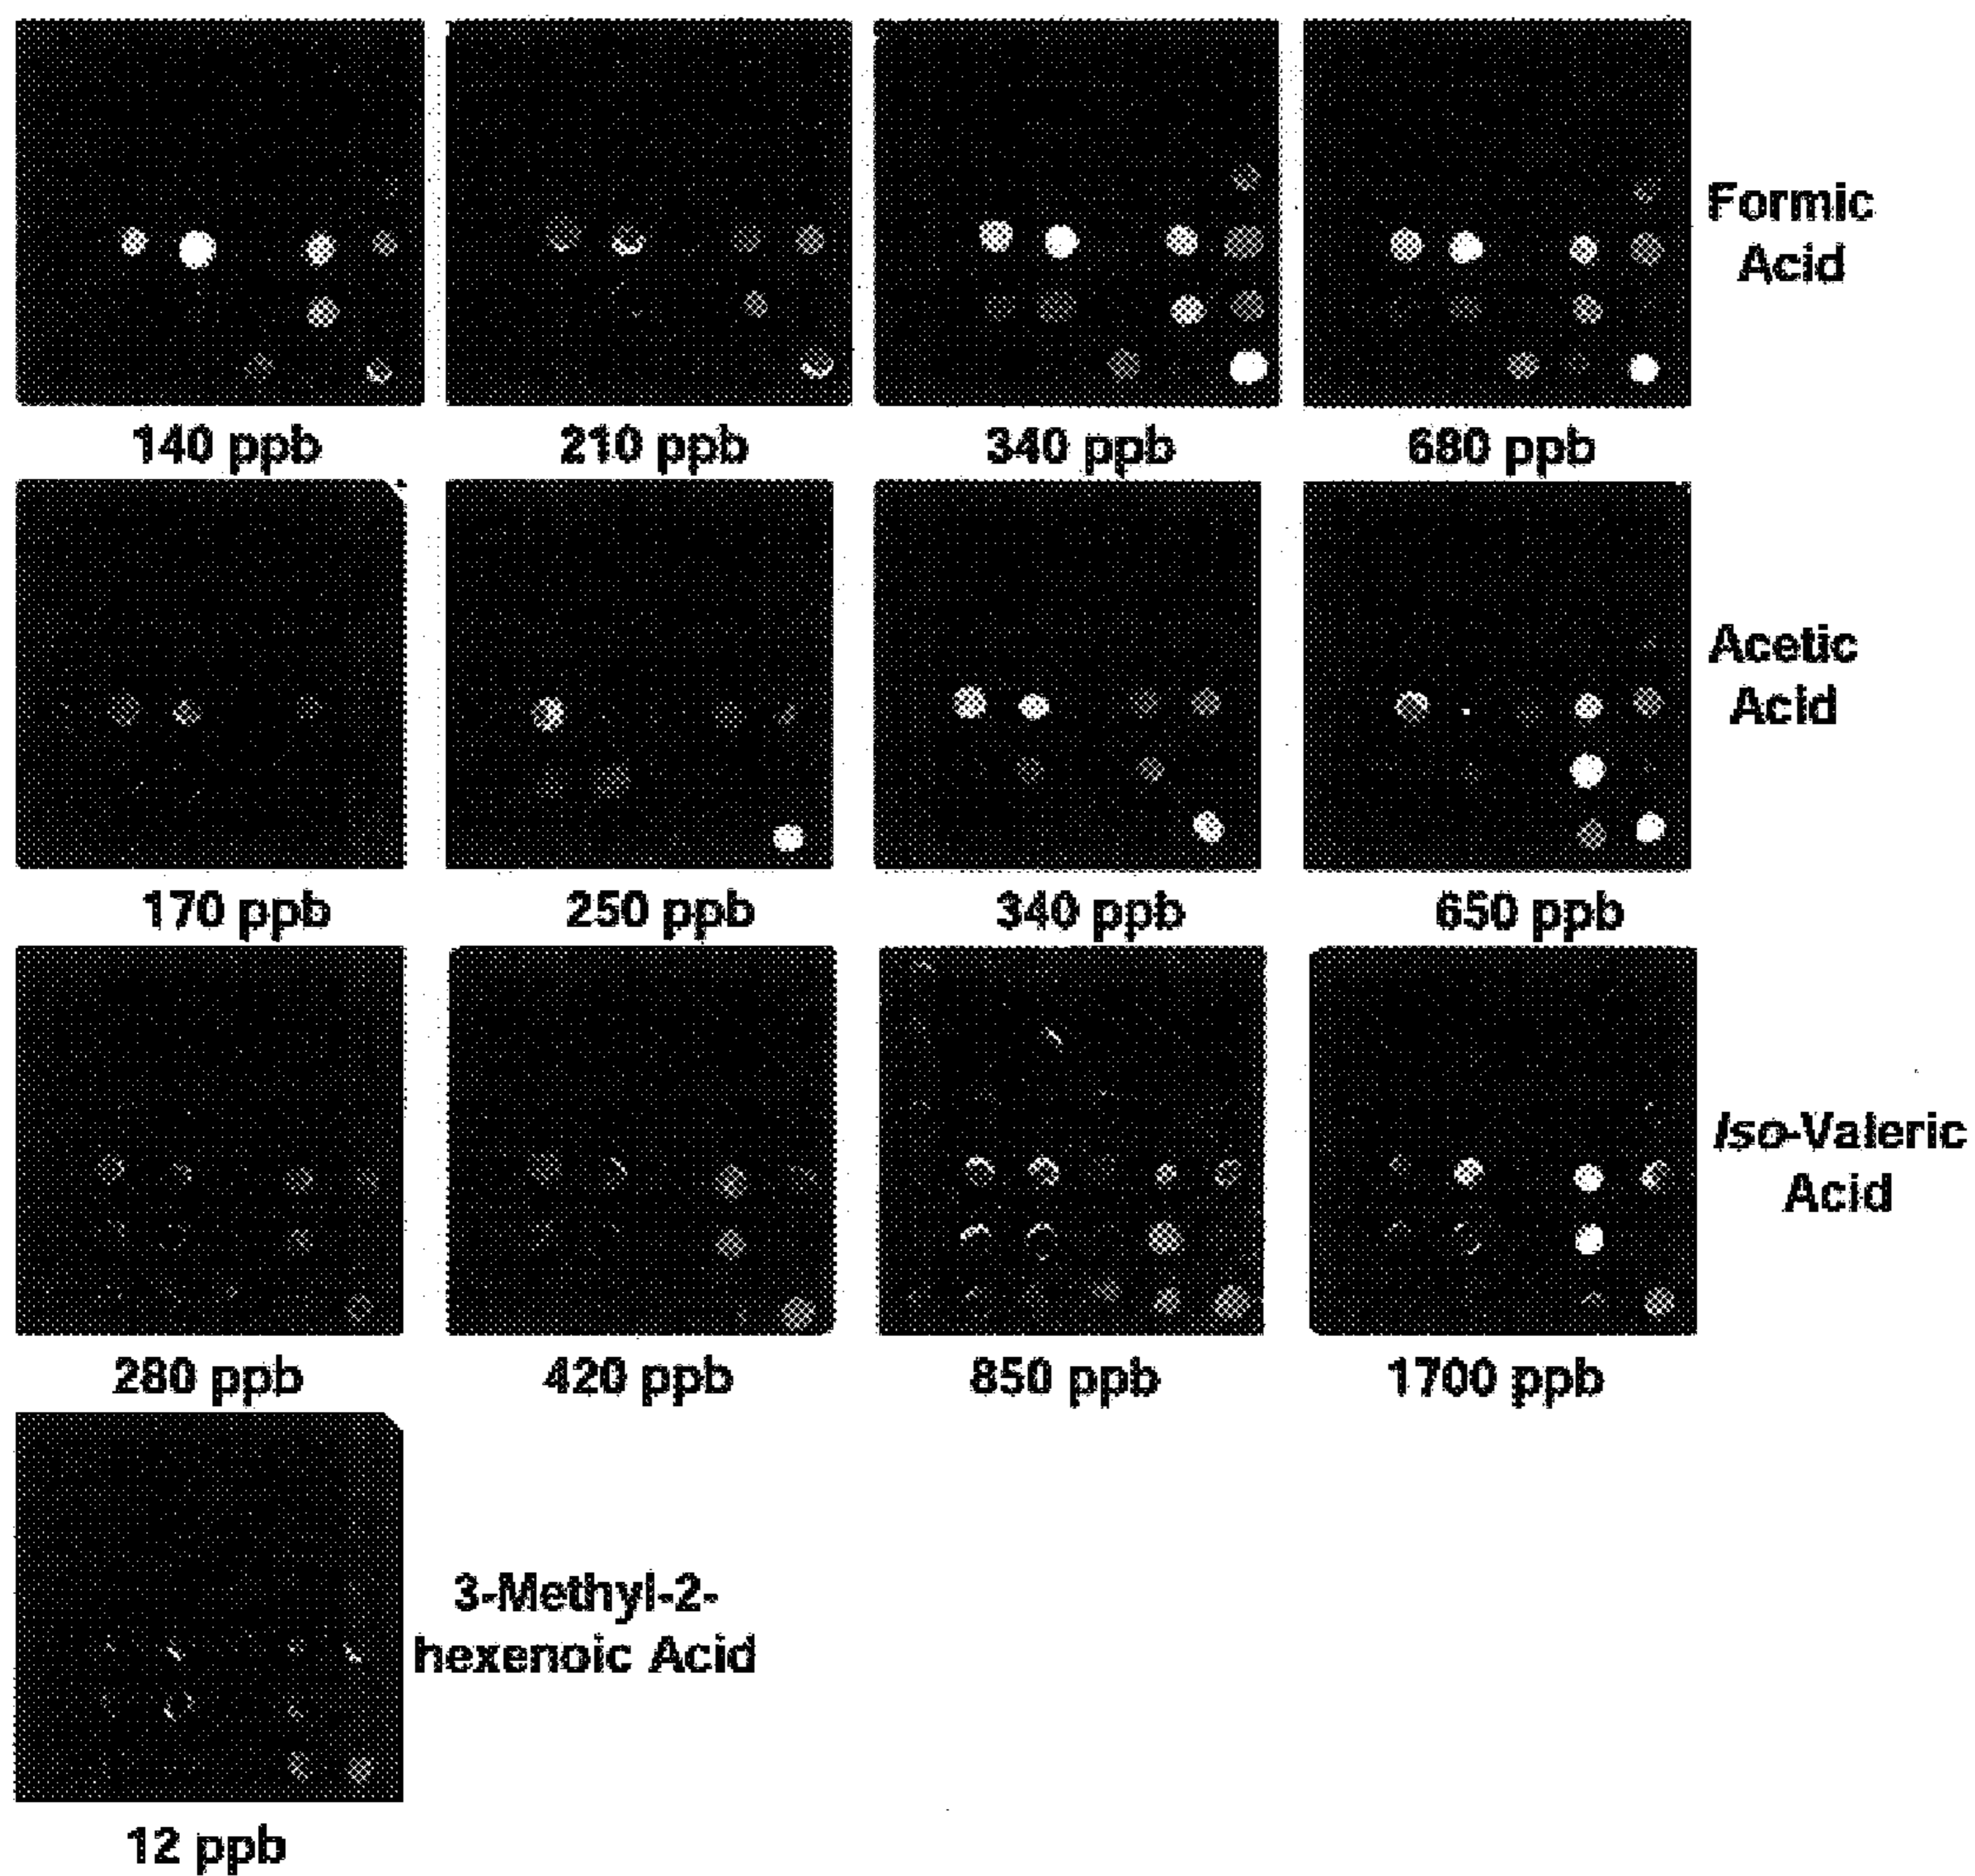 Formic
Acid
140 ppb
210 ppb
340 ppb
680 ppb
Acetic
Acid
170 ppb
250 ppb
340 ppb
650 ppb
Iso-Valeric
Acid
280 ppb
420 ppb
850 ppb
1700 ppb
3-Methyl-2-
hexenoic Acid
12 ppb